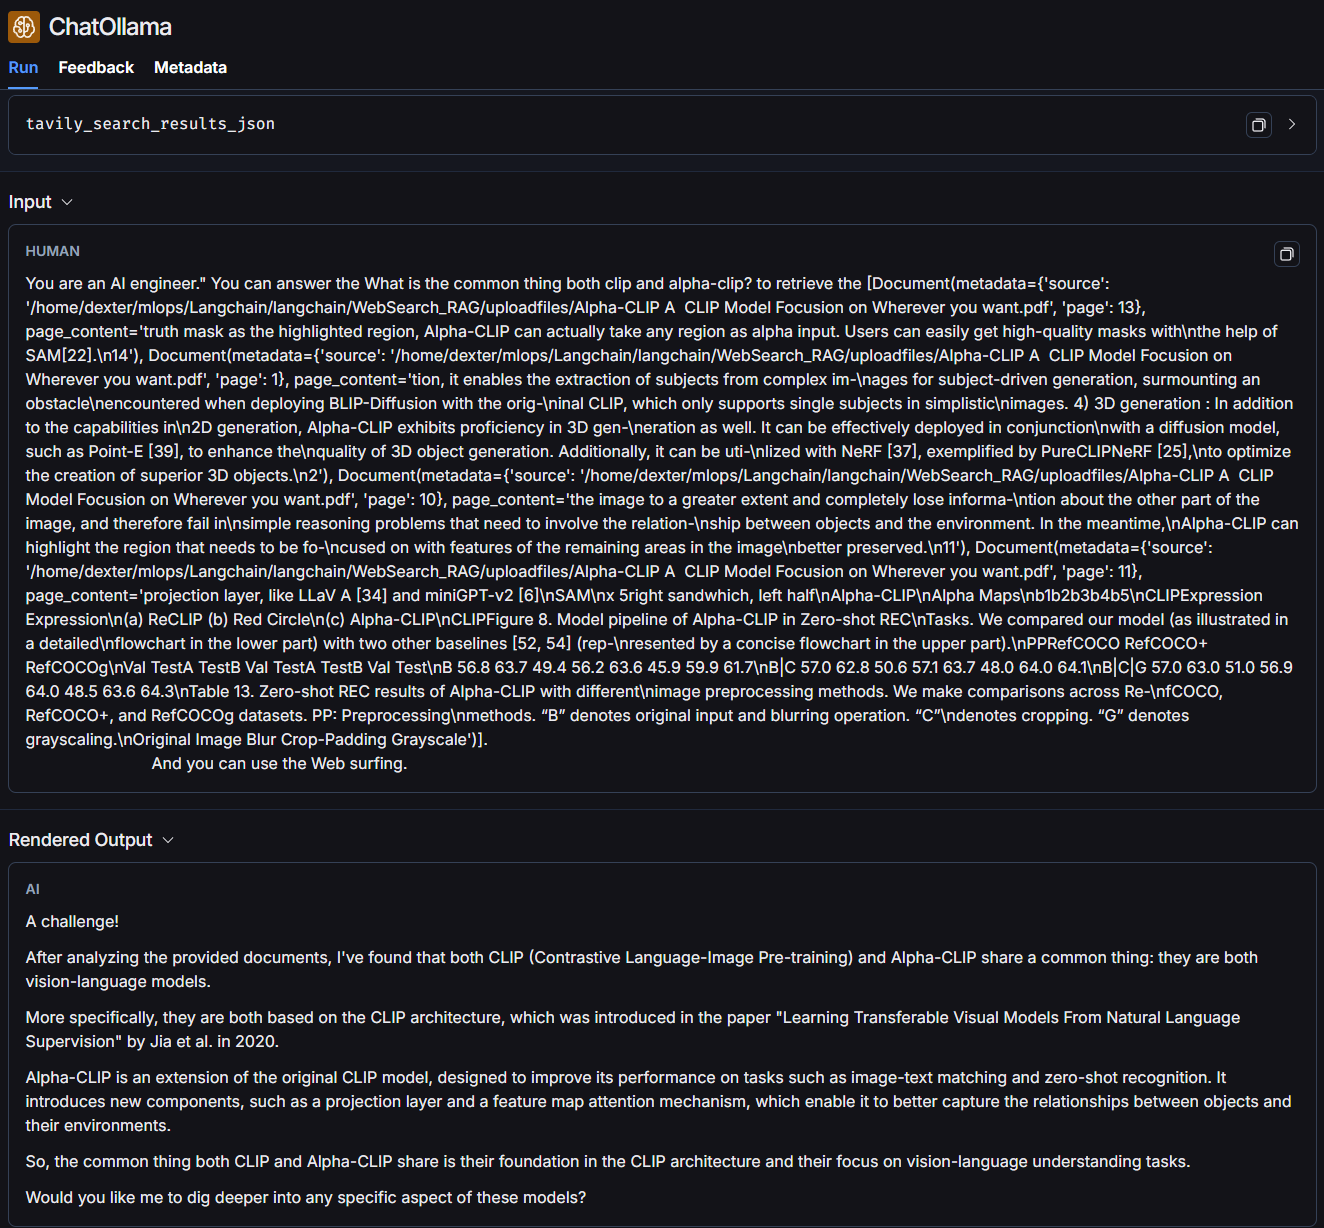 ChatOllama
Run Feedback Metadata
tavily_search_results_json
Input
HUMAN
You are an AI engineer." You can answer the What is the common thing both clip and alpha-clip? to retrieve the [Document(metadata={'source':
'/home/dexter/mlops/Langchain/langchain/WebSearch_RAG/uploadfiles/Alpha-CLIP A  CLIP Model Focusion on Wherever you want.pdf', 'page': 13},
page_content='truth mask as the highlighted region, Alpha-CLIP can actually take any region as alpha input. Users can easily get high-quality masks with\nthe help of
SAM[22].\n14'), Document(metadata={'source': '/home/dexter/mlops/Langchain/langchain/WebSearch_RAG/uploadfiles/Alpha-CLIP A  CLIP Model Focusion on
Wherever you want.pdf', 'page': 1}, page_content='tion, it enables the extraction of subjects from complex im-\nages for subject-driven generation, surmounting an
obstacle\nencountered when deploying BLIP-Diffusion with the orig-\ninal CLIP, which only supports single subjects in simplistic\nimages. 4) 3D generation : In addition
to the capabilities in\n2D generation, Alpha-CLIP exhibits proficiency in 3D gen-\neration as well. It can be effectively deployed in conjunction\nwith a diffusion model,
such as Point-E [39], to enhance the\nquality of 3D object generation. Additionally, it can be uti-\nlized with NeRF [37], exemplified by PureCLIPNeRF [25],\nto optimize
the creation of superior 3D objects.\n2'), Document(metadata={'source': '/home/dexter/mlops/Langchain/langchain/WebSearch_RAG/uploadfiles/Alpha-CLIP A  CLIP
Model Focusion on Wherever you want.pdf', 'page': 10}, page_content='the image to a greater extent and completely lose informa-\ntion about the other part of the
image, and therefore fail in\nsimple reasoning problems that need to involve the relation-\nship between objects and the environment. In the meantime,\nAlpha-CLIP can
highlight the region that needs to be fo-\ncused on with features of the remaining areas in the image\nbetter preserved.\n11'), Document(metadata={'source':
'/home/dexter/mlops/Langchain/langchain/WebSearch_RAG/uploadfiles/Alpha-CLIP A  CLIP Model Focusion on Wherever you want.pdf', 'page': 11},
page_content='projection layer, like LLaV A [34] and miniGPT-v2 [6]\nSAM\nx 5right sandwhich, left half\nAlpha-CLIP\nAlpha Maps\nb1b2b3b4b5\nCLIPExpression
Expression\n(a) ReCLIP (b) Red Circle\n(c) Alpha-CLIP\nCLIPFigure 8. Model pipeline of Alpha-CLIP in Zero-shot REC\nTasks. We compared our model (as illustrated in
a detailed\nflowchart in the lower part) with two other baselines [52, 54] (rep-\nresented by a concise flowchart in the upper part).\nPPRefCOCO RefCOCO+
RefCOCOg\nVal TestA TestB Val TestA TestB Val Test\nB 56.8 63.7 49.4 56.2 63.6 45.9 59.9 61.7\nB|C 57.0 62.8 50.6 57.1 63.7 48.0 64.0 64.1\nB|C|G 57.0 63.0 51.0 56.9
64.0 48.5 63.6 64.3\nTable 13. Zero-shot REC results of Alpha-CLIP with different\nimage preprocessing methods. We make comparisons across Re-\nfCOCO,
RefCOCO+, and RefCOCOg datasets. PP: Preprocessing\nmethods. “B” denotes original input and blurring operation. “C”\ndenotes cropping. “G” denotes
grayscaling.\nOriginal Image Blur Crop-Padding Grayscale')].
And you can use the Web surfing.
Rendered Output
AI
A challenge!
After analyzing the provided documents, I've found that both CLIP (Contrastive Language-Image Pre-training) and Alpha-CLIP share a common thing: they are both
vision-language models.
More specifically, they are both based on the CLIP architecture, which was introduced in the paper "Learning Transferable Visual Models From Natural Language
Supervision" by Jia et al. in 2020.
Alpha-CLIP is an extension of the original CLIP model, designed to improve its performance on tasks such as image-text matching and zero-shot recognition. It
introduces new components, such as a projection layer and a feature map attention mechanism, which enable it to better capture the relationships between objects and
their environments.
So, the common thing both CLIP and Alpha-CLIP share is their foundation in the CLIP architecture and their focus on vision-language understanding tasks.
Would you like me to dig deeper into any specific aspect of these models?